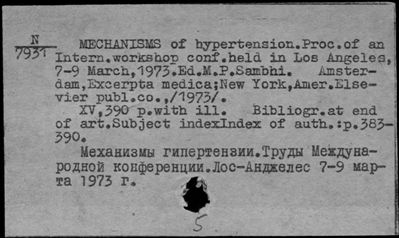 N
7931
MECHANISMS of hypertension.Proc.of an
Intern.workshop conf.held in Los Angeles,
7-9 March,1973.Ed.M.P.Sambhi. Amster-
dam,Excerpta medica;New York,Amer.Else-
vier publ.co.,/1973/.
XV,390 p.with ill. Bibliogr.at end
of art.Subject indexIndex of auth.:p.383-
390.
Механизмы гипертензии.Труды Междуна-
родной конференции.Лос-Анджелес 7-9 мар-
та 1973 г.
5